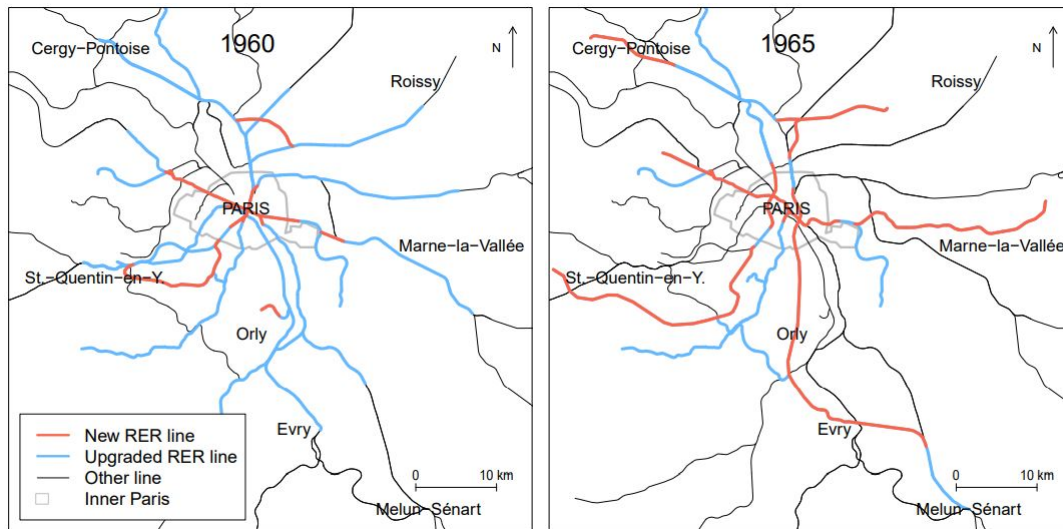 1960
Cergy−Pontoise
N
Roissy
PARIS
Marne−la−Vallée
St.−Quentin−en−Y.
Orly
Evry
New RER line
Upgraded RER line
Other line
Inner Paris
0 10 km
Melun−Sénart
1965
Cergy−Pontoise
N
Roissy
PARIS
Marne−la−Vallée
St.−Quentin−en−Y.
Orly
Evry
0 10 km
Melun−Sénart